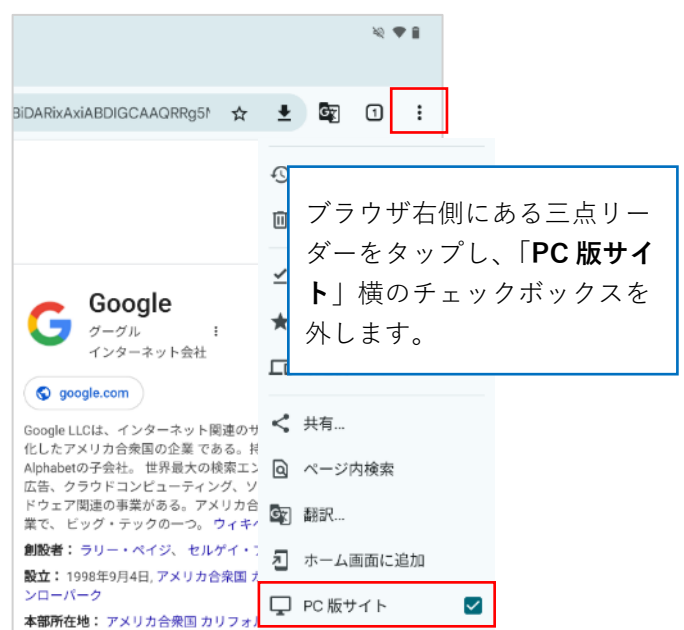 BiDARixAxiABDIGCAAQRRg5
1
ブラウザ右側にある三点リー
ダーをタップし、「PC 版サイ
ト」横のチェックボックスを
外します。
Google
グーグル
インターネット会社
google.com
Google LLCは、インターネット関連のサ
化したアメリカ合衆国の企業 である。持
Alphabetの子会社。 世界最大の検索エン
広告、クラウドコンピューティング、ソ
ドウェア関連の事業がある。アメリカ合
業で、 ビッグ・テックの一つ。 ウィキ
創設者： ラリー・ペイジ、 セルゲイ・
設立： 1998年9月4日, アメリカ合衆国 カ
ンローパーク
本部所在地： アメリカ合衆国 カリフォル
共有...
ページ内検索
翻訳...
ホーム画面に追加
PC 版サイト